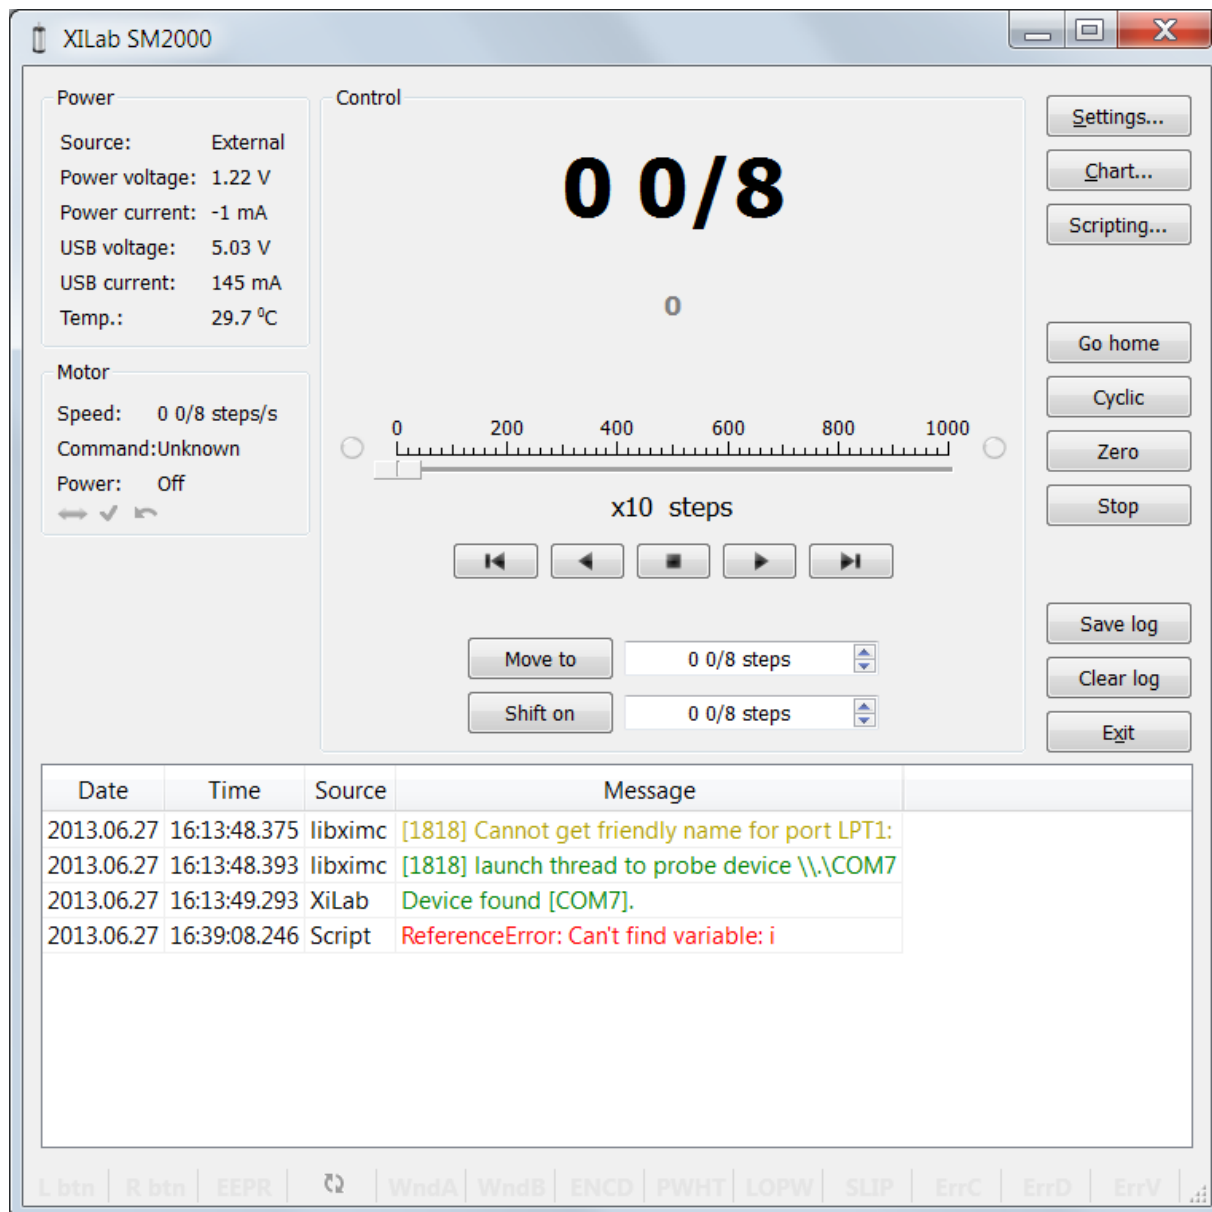 XILab SM2000
Power
Source: External
Power voltage: 1.22 V
Power current: -1 mA
USB voltage: 5.03 V
USB current: 145 mA
Temp.: 29.7 ⁰C
Motor
Speed: 0 0/8 steps/s
Command:Unknown
Power: Off
Control
0 0/8
0
0 200 400 600 800 1000
x10 steps
Move to 0 0/8 steps
Shift on 0 0/8 steps
Settings...
Chart...
Scripting...
Go home
Cyclic
Zero
Stop
Save log
Clear log
Exit
Date Time Source Message
2013.06.27 16:13:48.375 libximc [1818] Cannot get friendly name for port LPT1:
2013.06.27 16:13:48.393 libximc [1818] launch thread to probe device \\.\COM7
2013.06.27 16:13:49.293 XiLab Device found [COM7].
2013.06.27 16:39:08.246 Script ReferenceError: Can't find variable: i
L btn R btn EEPR WndA WndB ENCD PWHT LOPW SLIP ErrC ErrD ErrV